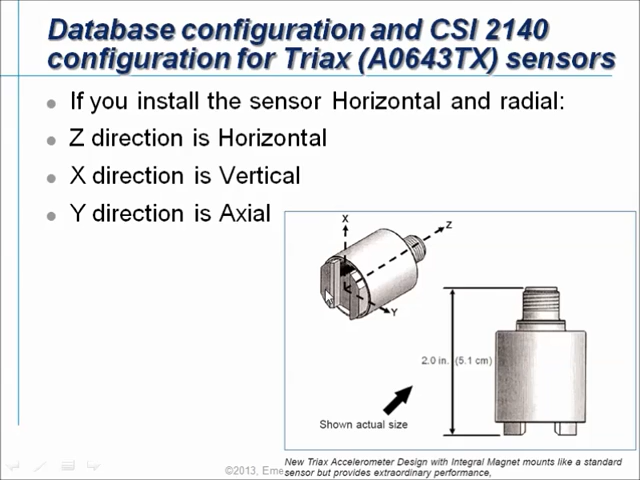 Database configuration and CSI 2140
configuration for Triax (A0643TX) sensors
If you install the sensor Horizontal and radial:
Z direction is Horizontal
X direction is Vertical
Y direction is Axial
X
Z
Y
2.0 in. (5.1 cm)
Shown actual size
©2013, Eme
New Triax Accelerometer Design with Integral Magnet mounts like a standard
sensor but provides extraordinary performance,